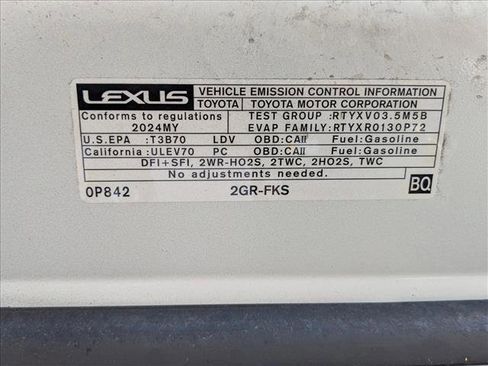 LEXUS VEHICLE EMISSION CONTROL INFORMATION
TOYOTA TOYOTA MOTOR CORPORATION
Conforms to regulations TEST GROUP :RTYXV03.5M5B
2024MY EVAP FAMILY:RTYXR0130P72
U.S.EPA :T3B70 LDV OBD:CAII Fuel:Gasoline
California:ULEV70 PC OBD:CAII Fuel:Gasoline
DFI+SFI, 2WR-HO2S, 2TWC, 2HO2S, TWC
No adjustments needed.
0P842 2GR-FKS BQ